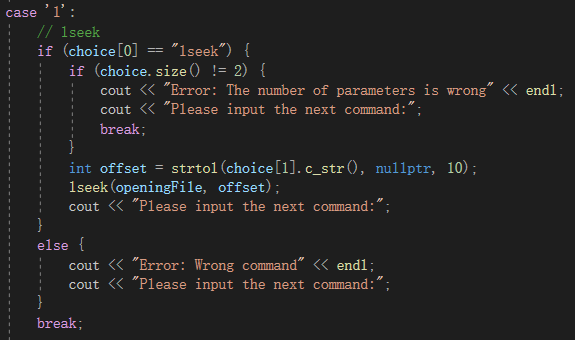 case 'l':
// lseek
if (choice[0] == "lseek") {
if (choice.size() != 2) {
cout << "Error: The number of parameters is wrong" << endl;
cout << "Please input the next command:";
break;
}
int offset = strtol(choice[1].c_str(), nullptr, 10);
lseek(openingFile, offset);
cout << "Please input the next command:";
}
else {
cout << "Error: Wrong command" << endl;
cout << "Please input the next command:";
}
break;